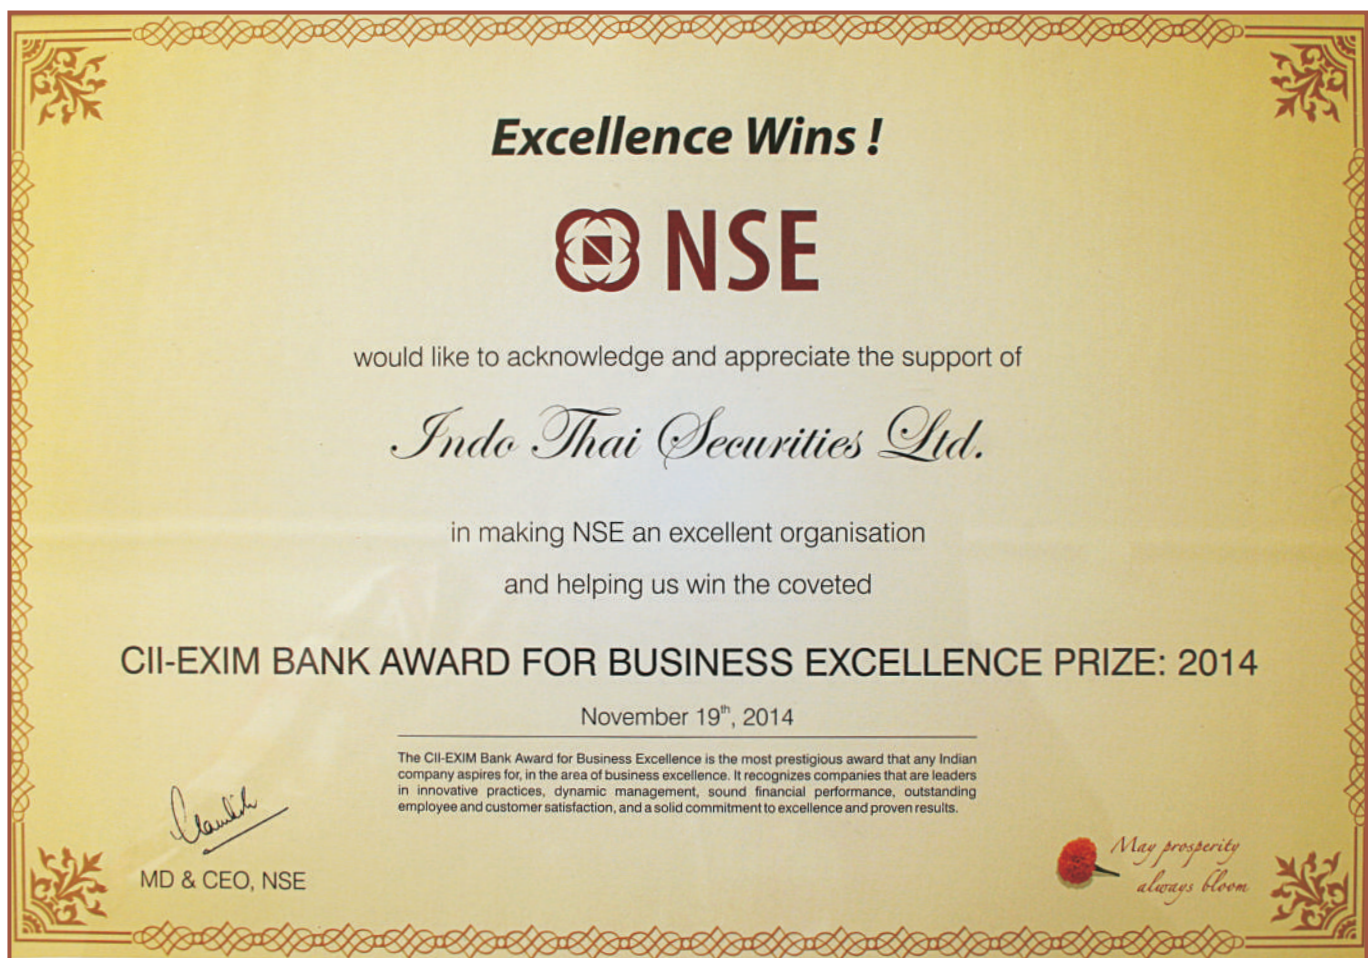 Excellence Wins !
NSE
would like to acknowledge and appreciate the support of
Indo Thai Securities Ltd.
in making NSE an excellent organisation
and helping us win the coveted
CII-EXIM BANK AWARD FOR BUSINESS EXCELLENCE PRIZE: 2014
November 19th, 2014
The CII-EXIM Bank Award for Business Excellence is the most prestigious award that any Indian
company aspires for, in the area of business excellence. It recognizes companies that are leaders
in innovative practices, dynamic management, sound financial performance, outstanding
employee and customer satisfaction, and a solid commitment to excellence and proven results.
MD & CEO, NSE
May prosperity
always bloom